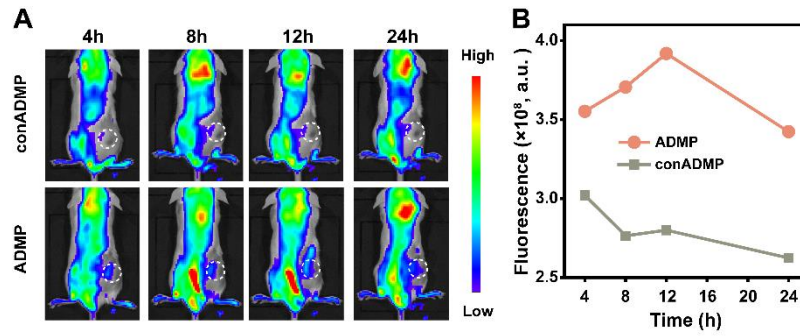 A
4h 8h 12h 24h
conADMP
ADMP
High
Low
B
Fluorescence (×10⁸, a.u.)
4.0
3.5
3.0
2.5
ADMP
conADMP
4 8 12 16 20 24
Time (h)